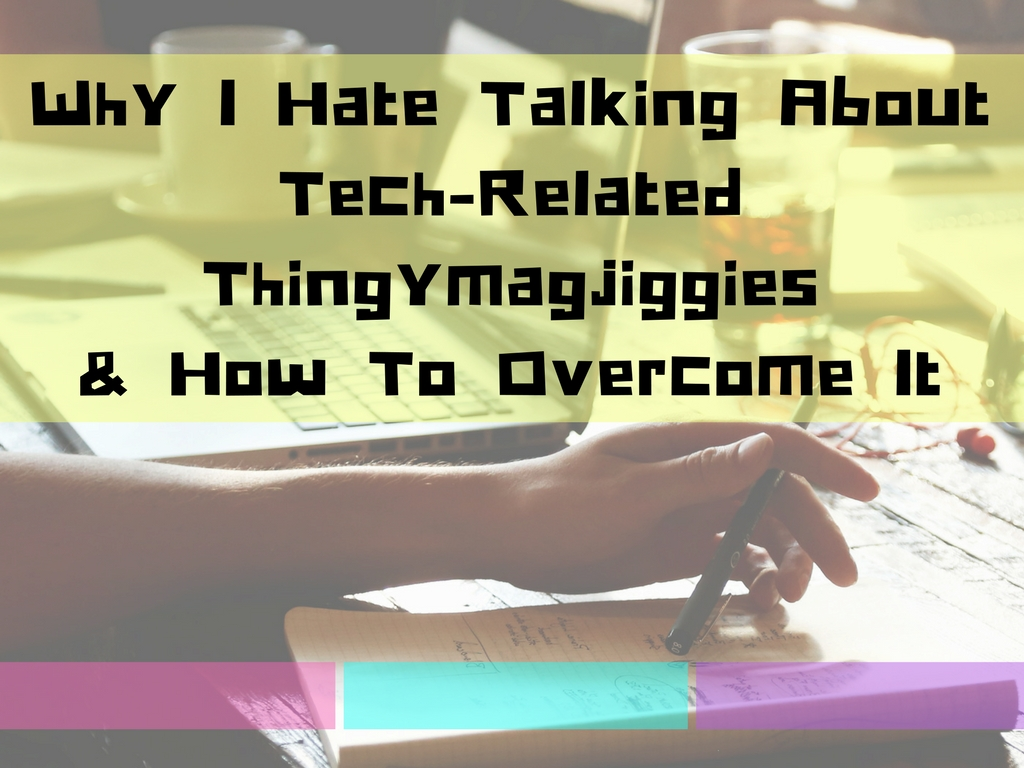 Why I Hate Talking About
Tech-Related
Thingymagjiggies
& How To Overcome It